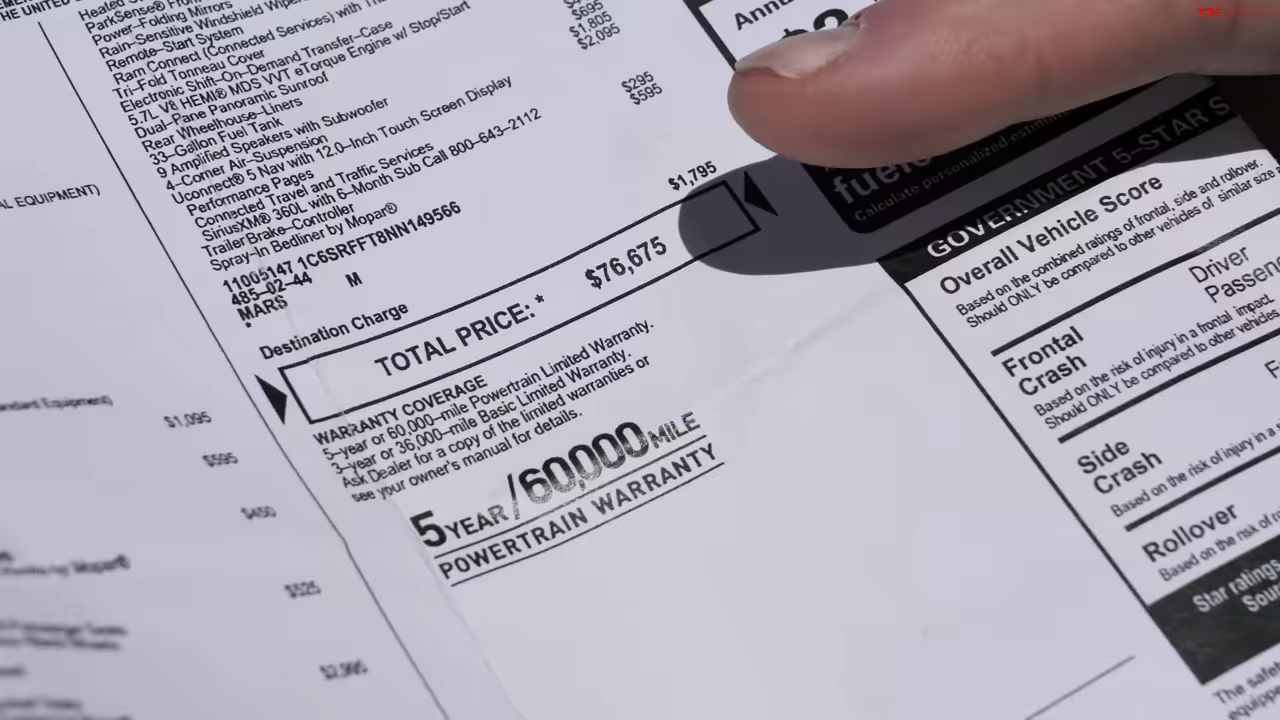 THE UNITED S
AL EQUIPMENT)
andard Equipment)
$1,095
$595
$450
by Mopar®
$525
$2,995
Heated S
ParkSense® Fron
Power-Folding Mirrors
Rain-Sensitive Windshield Wipe
Remote-Start System
Ram Connect (Connected Services) with Tri
Tri-Fold Tonneau Cover
Electronic Shift-On-Demand Transfer-Case
5.7L V8 HEMI® MDS VVT eTorque Engine w/ Stop/Start
Dual-Pane Panoramic Sunroof
Rear Wheelhouse-Liners
33-Gallon Fuel Tank
9 Amplified Speakers with Subwoofer
4-Corner Air-Suspension
Uconnect® 5 Nav with 12.0-Inch Touch Screen Display
Performance Pages
Connected Travel and Traffic Services
SiriusXM® 360L with 6-Month Sub Call 800-643-2112
TrailerBrake-Controller
Spray-In Bedliner by Mopar®
$695
$1,805
$2,095
$295
$595
11005147 1C6SRFFT8NN149566
485-02-44 M
MARS
*
Destination Charge $1,795
TOTAL PRICE: * $76,675
WARRANTY COVERAGE
5-year or 60,000-mile Powertrain Limited Warranty.
3-year or 36,000-mile Basic Limited Warranty.
Ask Dealer for a copy of the limited warranties or
see your owner's manual for details.
5 YEAR/60,000 MILE
POWERTRAIN WARRANTY
Annu
fuele
Calculate personalized estim
GOVERNMENT 5-STAR S
Overall Vehicle Score
Based on the combined ratings of frontal, side and rollover.
Should ONLY be compared to other vehicles of similar size a
Frontal
Crash
Driver
Passeng
Based on the risk of injury in a frontal impact.
Should ONLY be compared to other vehicles
Side
Crash
F
Based on the risk of injury in a
Rollover
Based on the risk of r
Star ratings
Sour
The safet
equippe